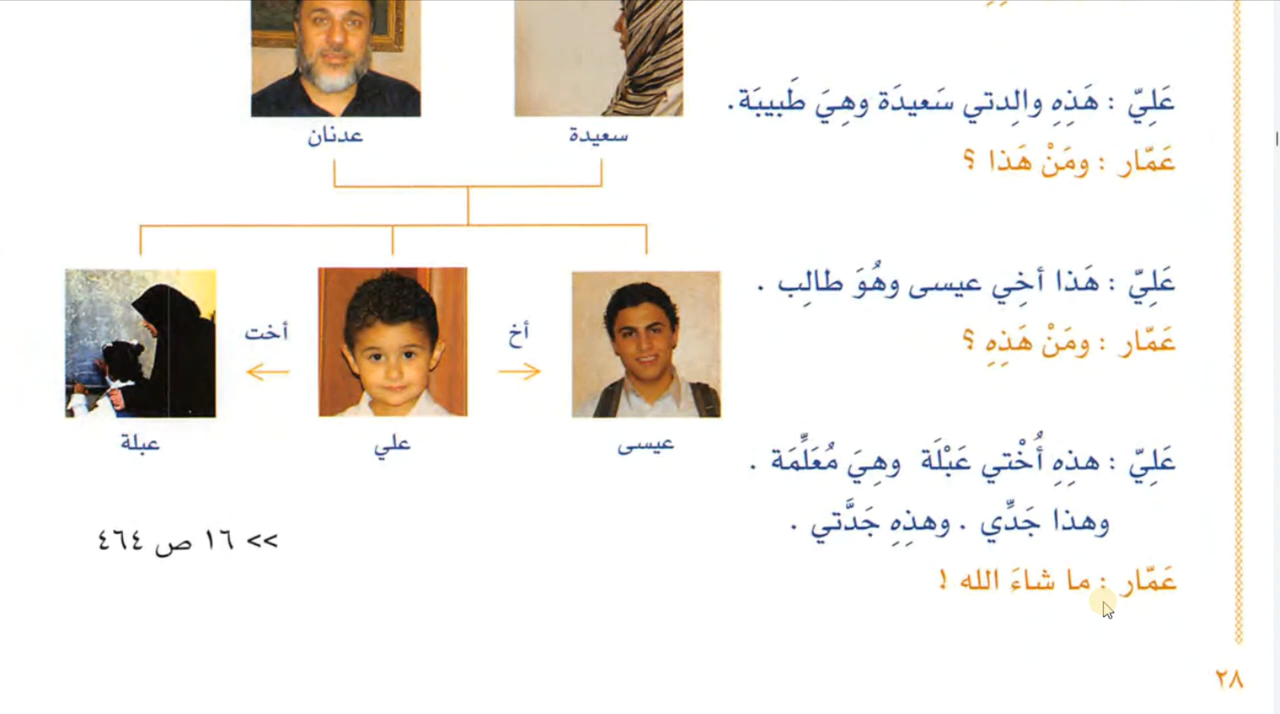 عَلِيّ : هَذِهِ والِدتي سَعيدَة وهِيَ طَبيبَة.
عَمّار : ومَنْ هَذا ؟
عَلِيّ : هَذا أخِي عيسى وهُوَ طالِب .
عَمّار : ومَنْ هَذِهِ ؟
عَلِيّ : هذِهِ أُخْتي عَبْلَة وهِيَ مُعَلِّمَة .
وهذا جَدِّي . وهذِهِ جَدَّتي .
عَمّار : ما شاءَ الله !
سعيدة
عدنان
أخ
أخت
عيسى
علي
عبلة
>> ١٦ ص ٤٦٤
٢٨